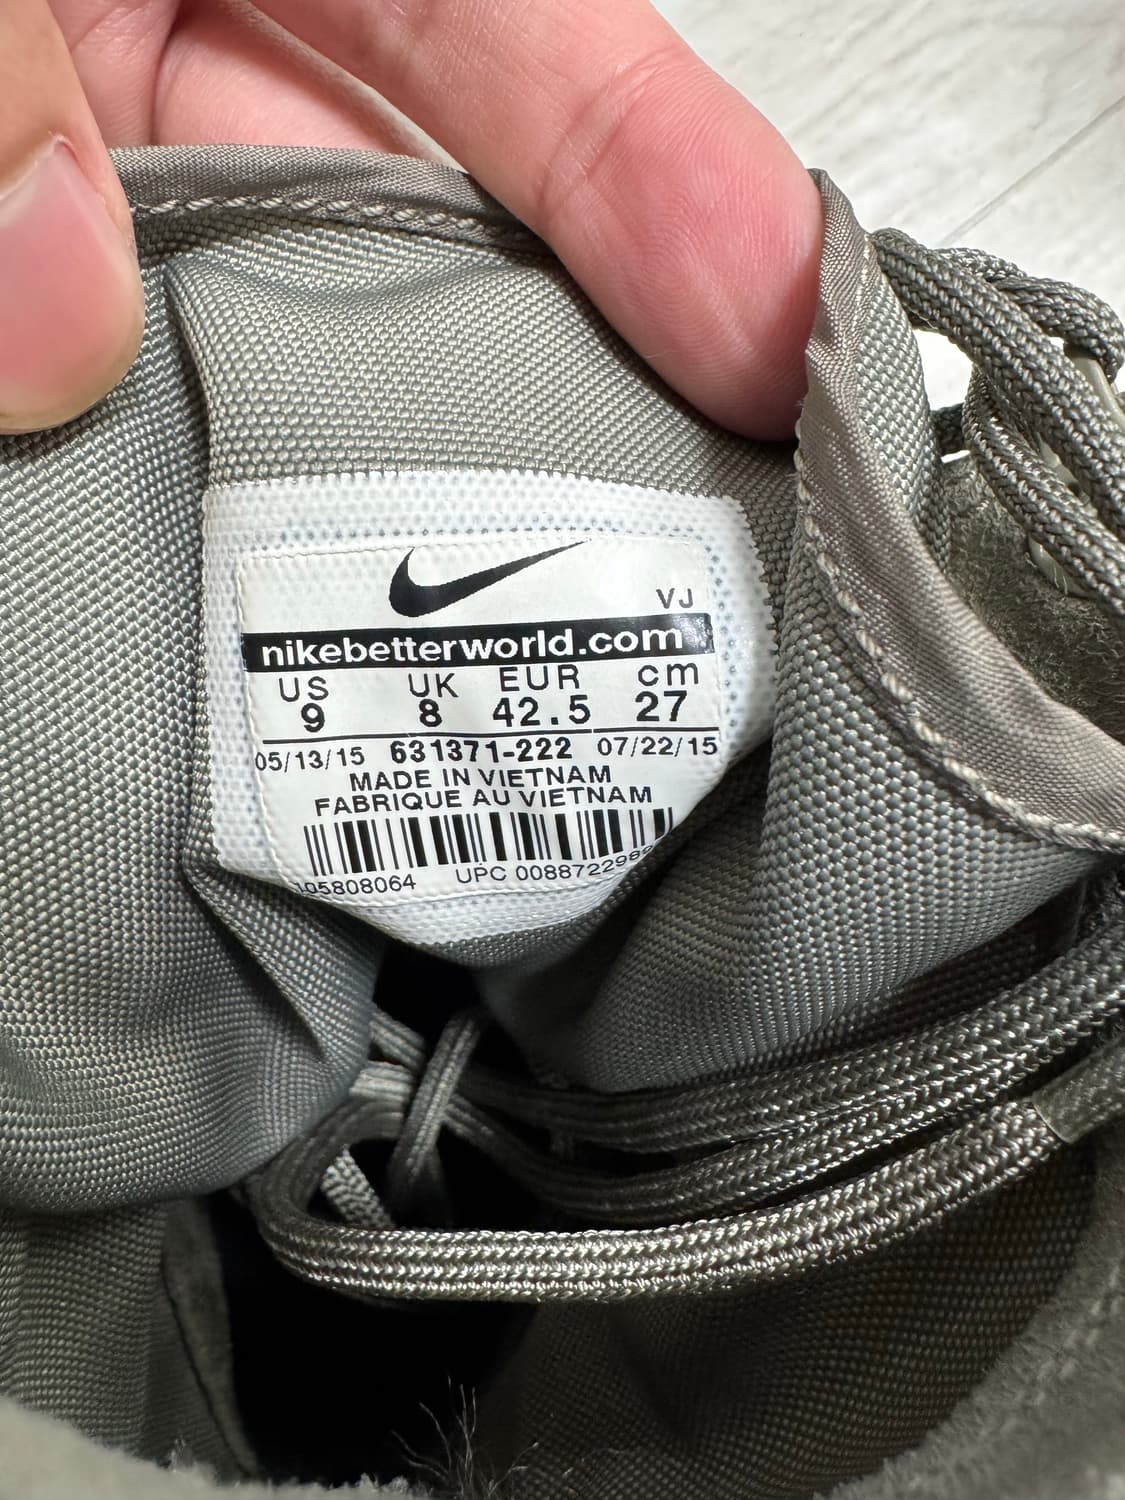 VJ
nikebetterworld.com
US UK EUR cm
9 8 42.5 27
05/13/15 631371-222 07/22/15
MADE IN VIETNAM
FABRIQUE AU VIETNAM
105808064 UPC 0088722989